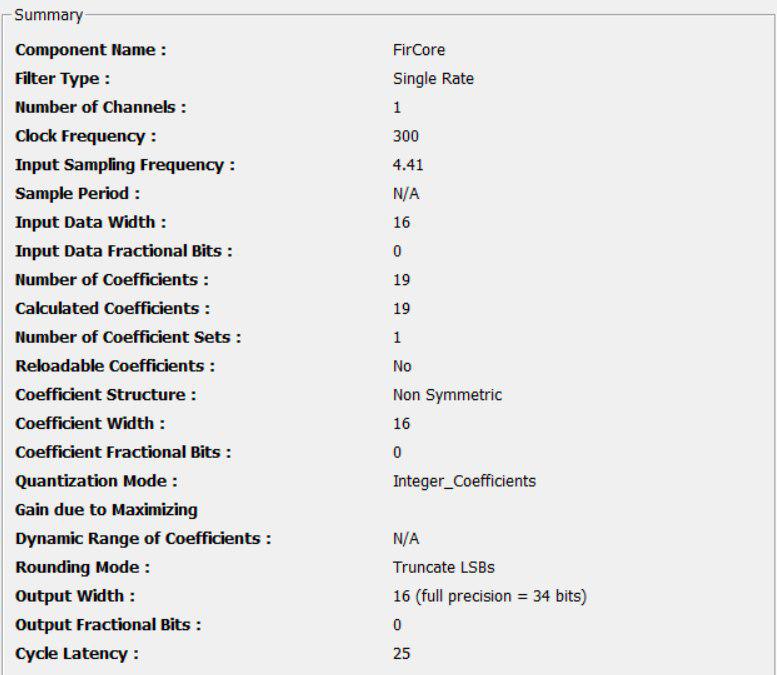 Summary
Component Name : FirCore
Filter Type : Single Rate
Number of Channels : 1
Clock Frequency : 300
Input Sampling Frequency : 4.41
Sample Period : N/A
Input Data Width : 16
Input Data Fractional Bits : 0
Number of Coefficients : 19
Calculated Coefficients : 19
Number of Coefficient Sets : 1
Reloadable Coefficients : No
Coefficient Structure : Non Symmetric
Coefficient Width : 16
Coefficient Fractional Bits : 0
Quantization Mode : Integer_Coefficients
Gain due to Maximizing
Dynamic Range of Coefficients : N/A
Rounding Mode : Truncate LSBs
Output Width : 16 (full precision = 34 bits)
Output Fractional Bits : 0
Cycle Latency : 25